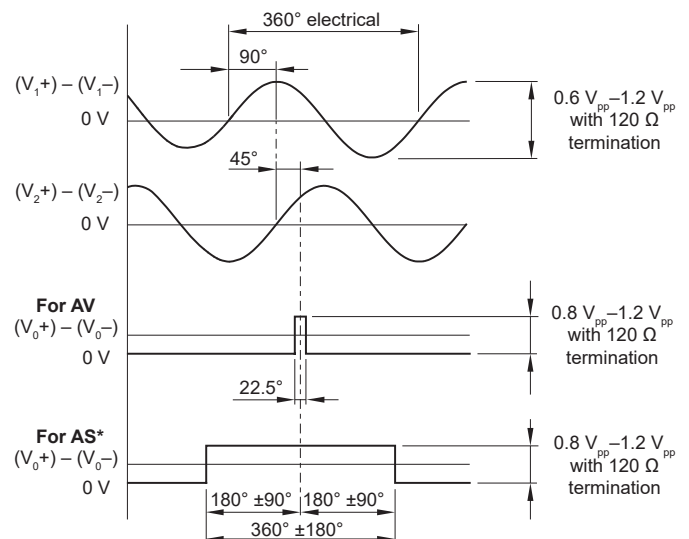 360° electrical
90°
(V₁+) – (V₁–)
0 V
0.6 Vpp–1.2 Vpp
with 120 Ω
termination
45°
(V₂+) – (V₂–)
0 V
For AV
(V₀+) – (V₀–)
0 V
0.8 Vpp–1.2 Vpp
with 120 Ω
termination
22.5°
For AS*
(V₀+) – (V₀–)
0 V
0.8 Vpp–1.2 Vpp
with 120 Ω
termination
180° ±90° 180° ±90°
360° ±180°